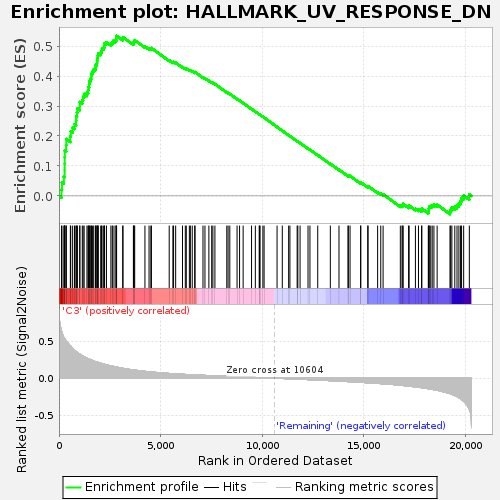 Enrichment plot: HALLMARK_UV_RESPONSE_DN
Enrichment score (ES)
0.5
0.4
0.3
0.2
0.1
0.0
'C3' (positively correlated)
Ranked list metric (Signal2Noise)
0.5
0.0
-0.5
Zero cross at 10604
'Remaining' (negatively correlated)
0
5,000
10,000
15,000
20,000
Rank in Ordered Dataset
Enrichment profile
Hits
Ranking metric scores